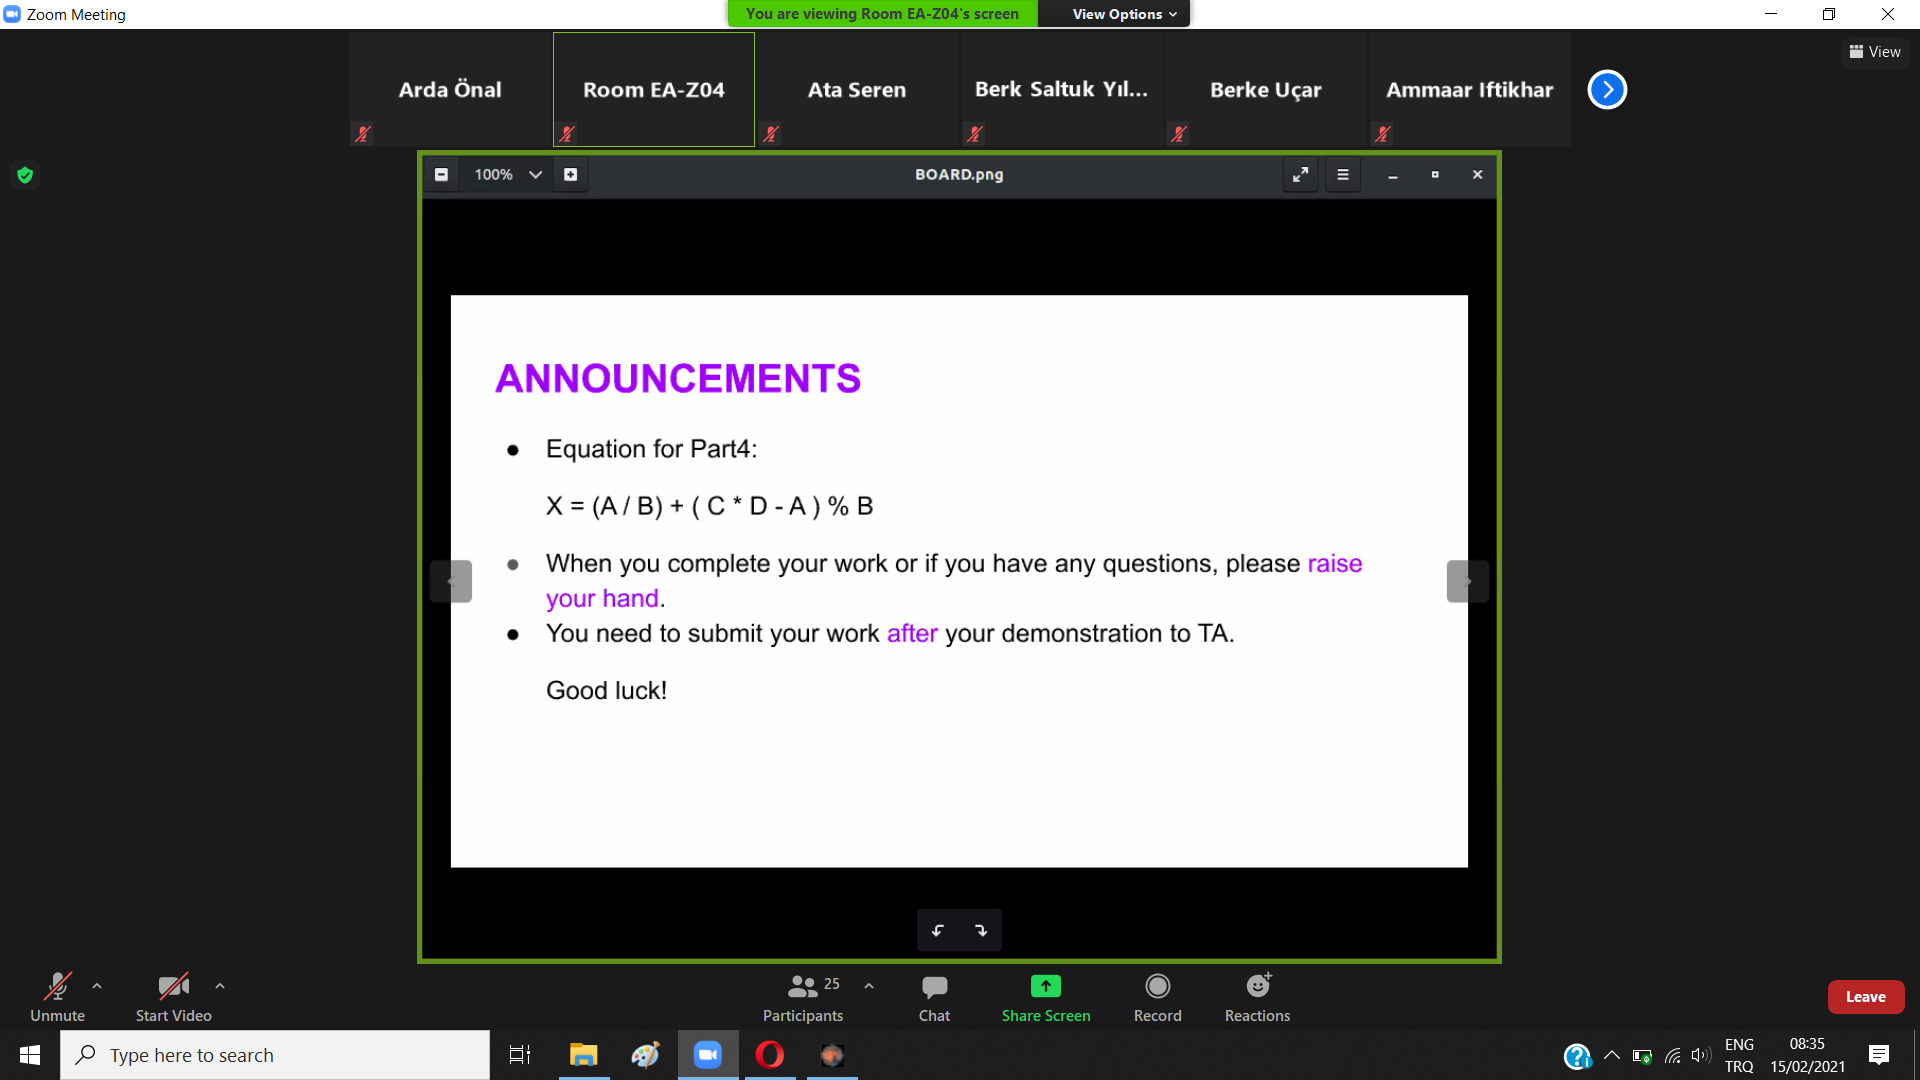 Zoom Meeting
You are viewing Room EA-Z04's screen
View Options
View
Arda Önal
Room EA-Z04
Ata Seren
Berk Saltuk Yıl...
Berke Uçar
Ammaar Iftikhar
100%
BOARD.png
ANNOUNCEMENTS
● Equation for Part4:
X = (A / B) + ( C * D - A ) % B
● When you complete your work or if you have any questions, please raise
your hand.
● You need to submit your work after your demonstration to TA.
Good luck!
Unmute
Start Video
25
Participants
Chat
Share Screen
Record
Reactions
Leave
Type here to search
ENG
TRQ
08:35
15/02/2021